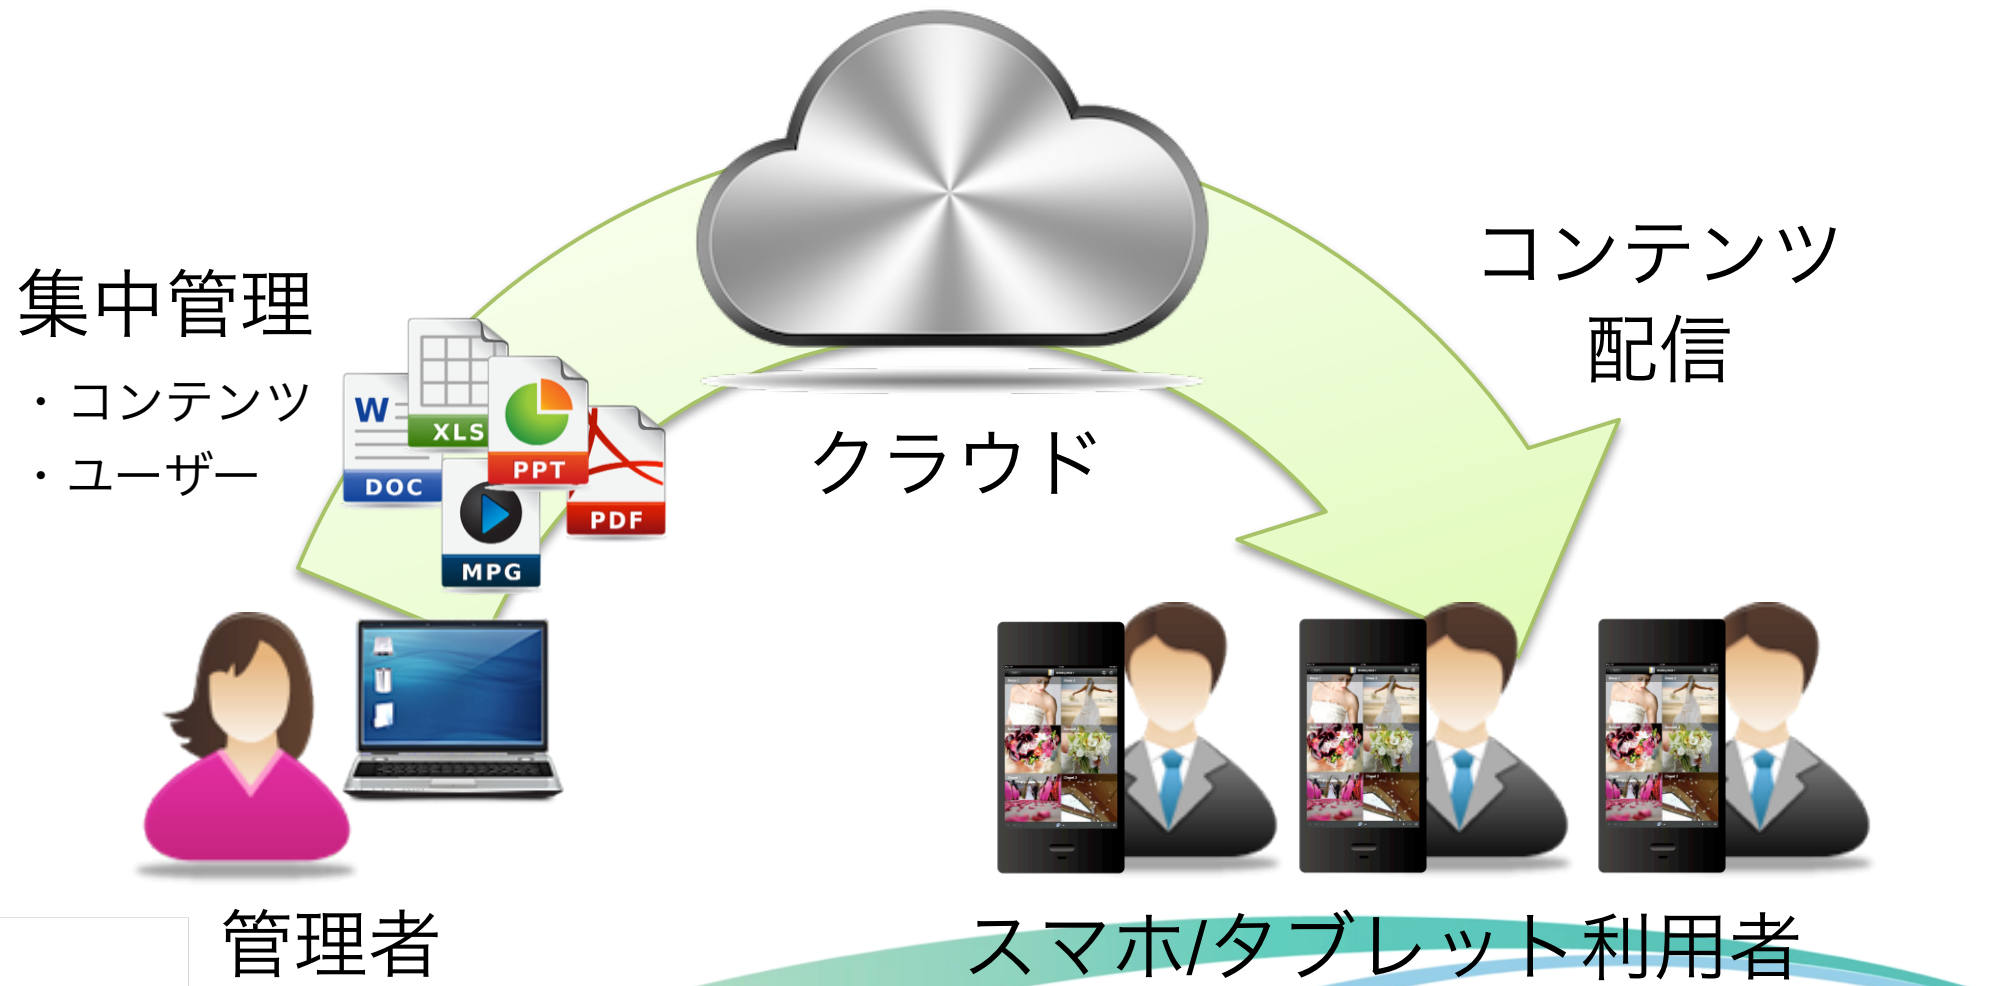 集中管理
・コンテンツ
・ユーザー
W
XLS
DOC
PPT
PDF
MPG
クラウド
コンテンツ
配信
管理者
スマホ/タブレット利用者